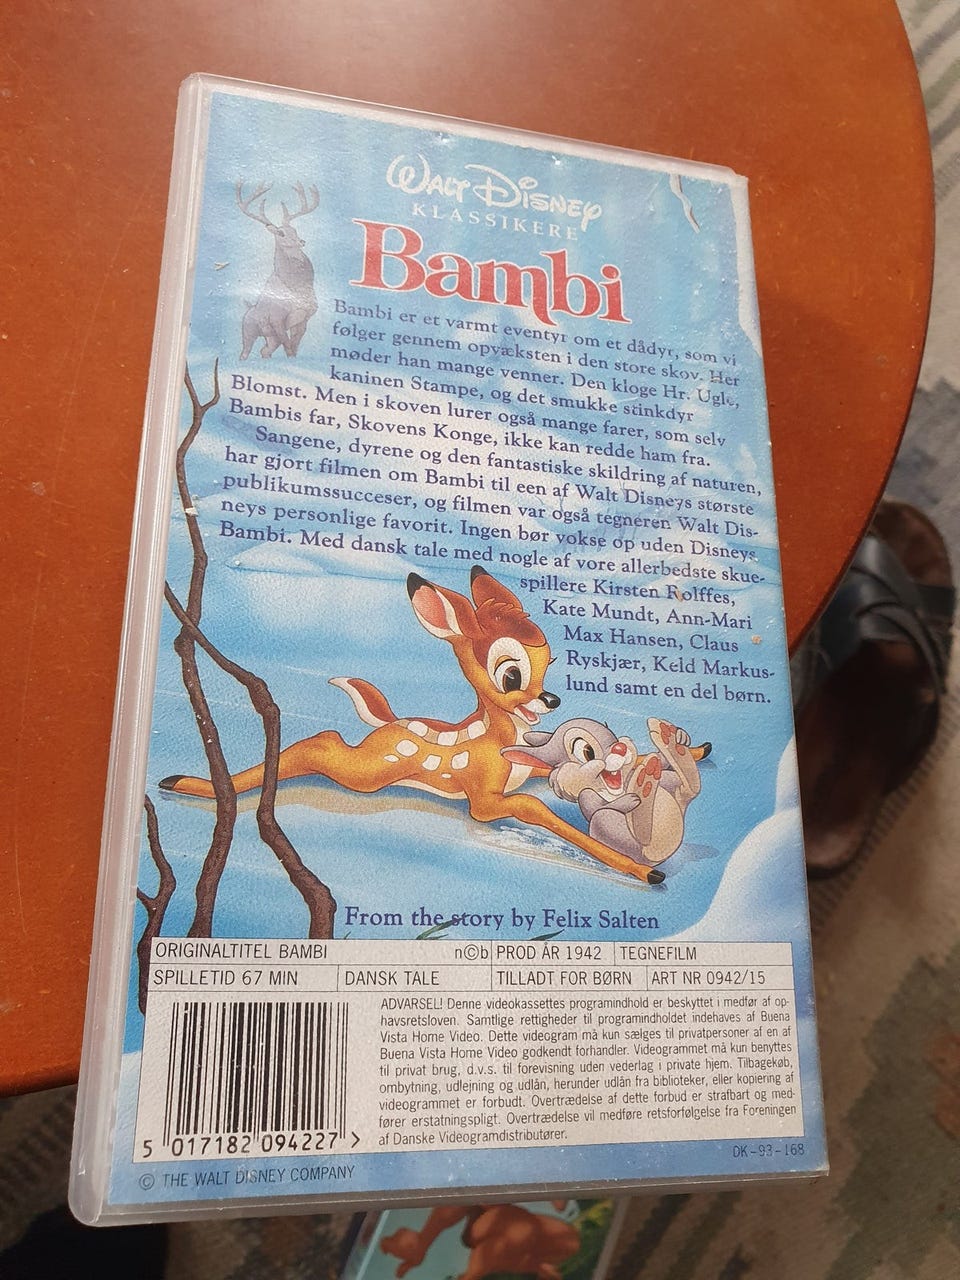 WALT DISNEY
KLASSIKERE
Bambi
Bambi er et varmt eventyr om et dådyr, som vi
følger gennem opvæksten i den store skov. Her
møder han mange venner. Den kloge Hr. Ugle,
kaninen Stampe, og det smukke stinkdyr
Blomst. Men i skoven lurer også mange farer, som selv
Bambis far, Skovens Konge, ikke kan redde ham fra.
Sangene, dyrene og den fantastiske skildring af naturen,
har gjort filmen om Bambi til een af Walt Disneys største
publikumssucceser, og filmen var også tegneren Walt Dis-
neys personlige favorit. Ingen bør vokse op uden Disneys
Bambi. Med dansk tale med nogle af vore allerbedste skue-
spillere Kirsten Rolffes,
Kate Mundt, Ann-Mari
Max Hansen, Claus
Ryskjær, Keld Markus-
lund samt en del børn.
From the story by Felix Salten
ORIGINALTITEL BAMBI n©b PROD ÅR 1942 TEGNEFILM
SPILLETID 67 MIN DANSK TALE TILLADT FOR BØRN ART NR 0942/15
ADVARSEL! Denne videokassettes programindhold er beskyttet i medfør af op-
havsretsloven. Samtlige rettigheder til programindholdet indehaves af Buena
Vista Home Video. Dette videogram må kun sælges til privatpersoner af en af
Buena Vista Home Video godkendt forhandler. Videogrammet må kun benyttes
til privat brug, d.v.s. til forevisning uden vederlag i private hjem. Tilbagekøb,
ombytning, udlejning og udlån, herunder udlån fra biblioteker, eller kopiering af
videogrammet er forbudt. Overtrædelse af dette forbud er strafbart og med-
fører erstatningspligt. Overtrædelse vil medføre retsforfølgelse fra Foreningen
af Danske Videogramdistributører.
5 017182 094227 >
DK-93-168
© THE WALT DISNEY COMPANY